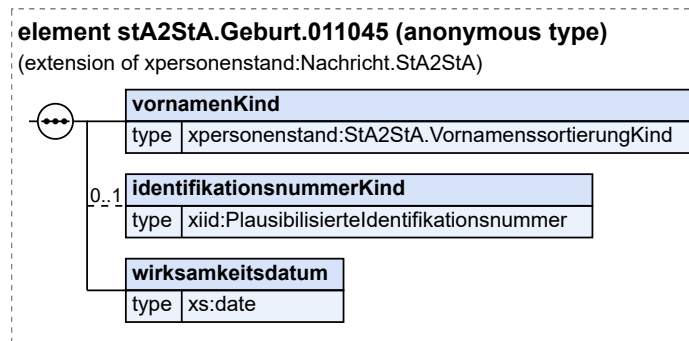 element stA2StA.Geburt.011045 (anonymous type)
(extension of xpersonenstand:Nachricht.StA2StA)
vornamenKind
type xpersonenstand:StA2StA.VornamenssortierungKind
0..1
identifikationsnummerKind
type xiid:PlausibilisierteIdentifikationsnummer
wirksamkeitsdatum
type xs:date